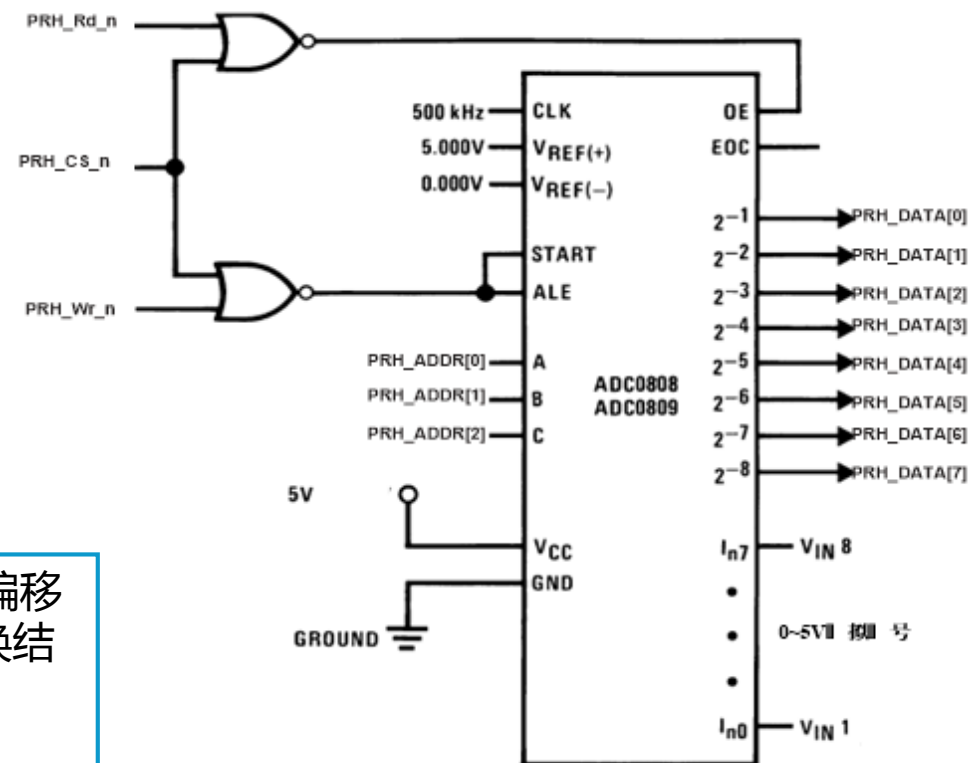 PRH_Rd_n
PRH_CS_n
PRH_Wr_n
500 kHz
5.000V
0.000V
CLK
VREF(+)
VREF(−)
START
ALE
PRH_ADDR[0]
PRH_ADDR[1]
PRH_ADDR[2]
A
B
C
ADC0808
ADC0809
5V
VCC
GND
GROUND
OE
EOC
2−1 PRH_DATA[0]
2−2 PRH_DATA[1]
2−3 PRH_DATA[2]
2−4 PRH_DATA[3]
2−5 PRH_DATA[4]
2−6 PRH_DATA[5]
2−7 PRH_DATA[6]
2−8 PRH_DATA[7]
In7 VIN 8
0~5V 号
In0 VIN 1
偏移
换结